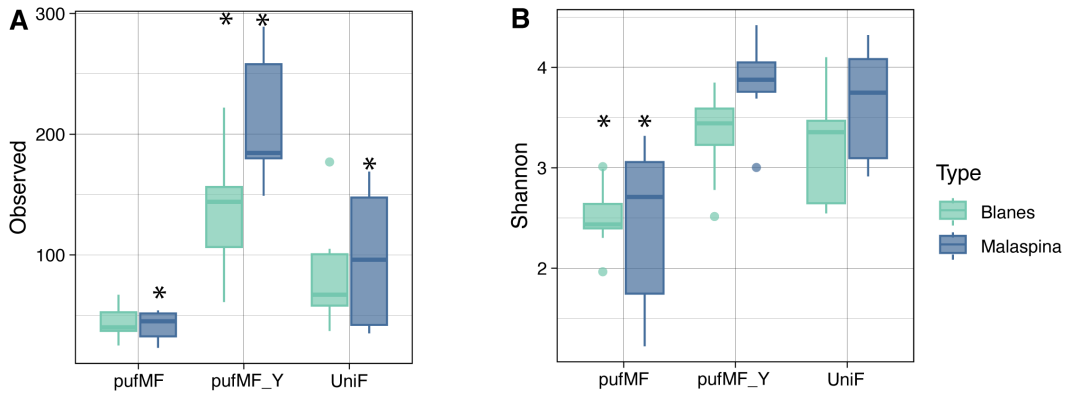 A
Observed
300
200
100
* *
*
*
pufMF pufMF_Y UniF
B
Shannon
4
3
2
* *
pufMF pufMF_Y UniF
Type
Blanes
Malaspina